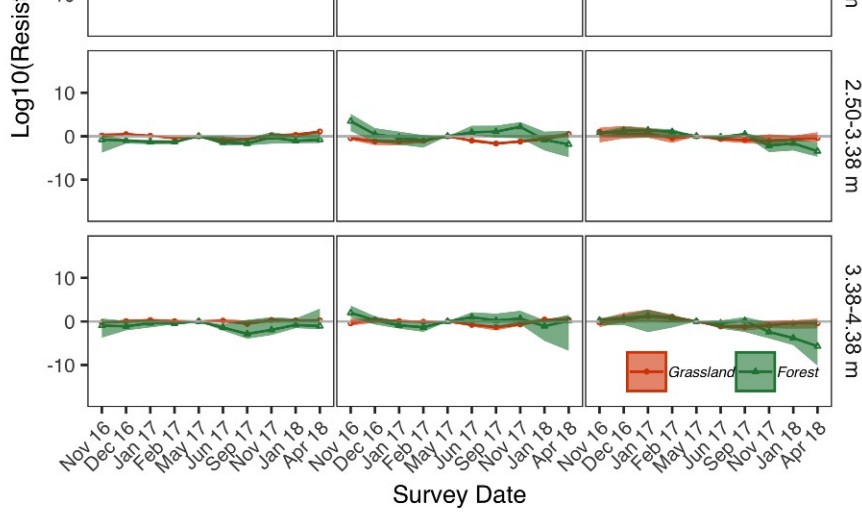 Log10(Resis
10
0
-10
2.50-3.38 m
10
0
-10
3.38-4.38 m
Grassland Forest
Nov 16 Dec 16 Jan 17 Feb 17 May 17 Jun 17 Sep 17 Nov 17 Jan 18 Apr 18 Nov 16 Dec 16 Jan 17 Feb 17 May 17 Jun 17 Sep 17 Nov 17 Jan 18 Apr 18 Nov 16 Dec 16 Jan 17 Feb 17 May 17 Jun 17 Sep 17 Nov 17 Jan 18 Apr 18
Survey Date